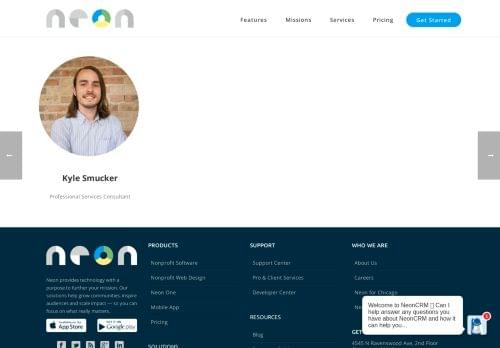 neon
Features
Missions
Services
Pricing
Get Started
←
→
Kyle Smucker
Professional Services Consultant
neon
Neon provides technology with a
purpose to further your mission. Our
solutions help grow communities, inspire
audiences and scale impact — so you
can focus on what really matters.
App Store
Google play
PRODUCTS
Nonprofit Software
Nonprofit Web Design
Neon One
Mobile App
Pricing
SOLUTIONS
SUPPORT
Support Center
Pro & Client Services
Developer Center
RESOURCES
Blog
WHO WE ARE
About Us
Careers
Neon for Chicago
4545 N Ravenswood Ave, 2nd Floor
Welcome to NeonCRM Can I
help answer any questions you
have about NeonCRM and how it
can help you...
1